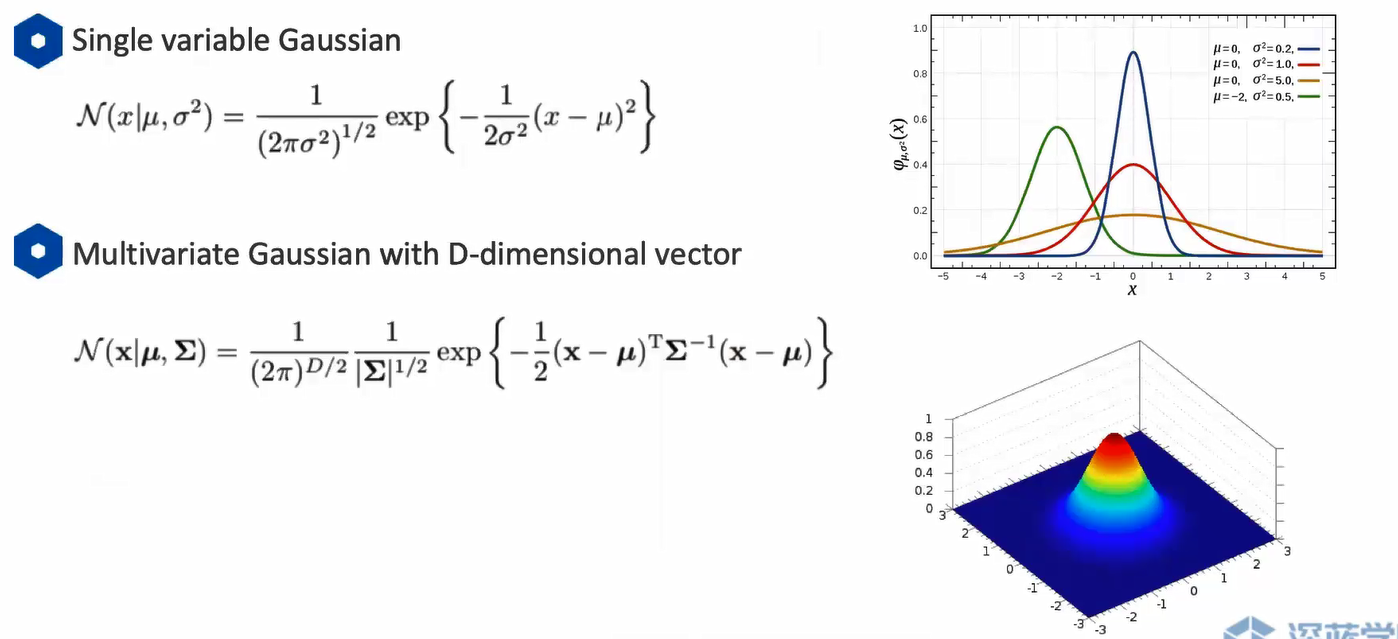 Single variable Gaussian
𝒩(x|μ, σ²) = 1/(2πσ²)^{1/2} exp{−1/(2σ²)(x − μ)²}
Multivariate Gaussian with D-dimensional vector
𝒩(𝐱|𝛍, 𝚺) = 1/(2π)^{D/2} 1/|𝚺|^{1/2} exp{−1/2(𝐱 − 𝛍)^T 𝚺^{−1}(𝐱 − 𝛍)}
μ=0, σ²=0.2,
μ=0, σ²=1.0,
μ=0, σ²=5.0,
μ=−2, σ²=0.5,
φ_{μ,σ²}(x)
1.0
0.8
0.6
0.4
0.2
0.0
−5 −4 −3 −2 −1 0 1 2 3 4 5
x
1
0.8
0.6
0.4
0.2
0
3 2 1 0 -1 -2 -3
-3 -2 -1 0 1 2 3
深蓝学